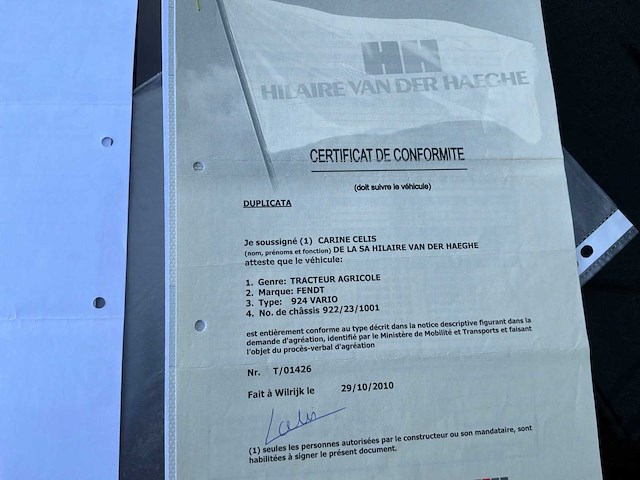 HH
HILAIRE VAN DER HAEGHE
CERTIFICAT DE CONFORMITE
(doit suivre le véhicule)
DUPLICATA
Je soussigné (1) CARINE CELIS
(nom, prénoms et fonction) DE LA SA HILAIRE VAN DER HAEGHE
atteste que le véhicule:
1. Genre: TRACTEUR AGRICOLE
2. Marque: FENDT
3. Type: 924 VARIO
4. No. de châssis 922/23/1001
est entièrement conforme au type décrit dans la notice descriptive figurant dans la
demande d'agréation, identifié par le Ministère de Mobilité et Transports et faisant
l'objet du procès-verbal d'agréation
Nr. T/01426
Fait à Wilrijk le 29/10/2010
Celis
(1) seules les personnes autorisées par le constructeur ou son mandataire, sont
habilitées à signer le présent document.